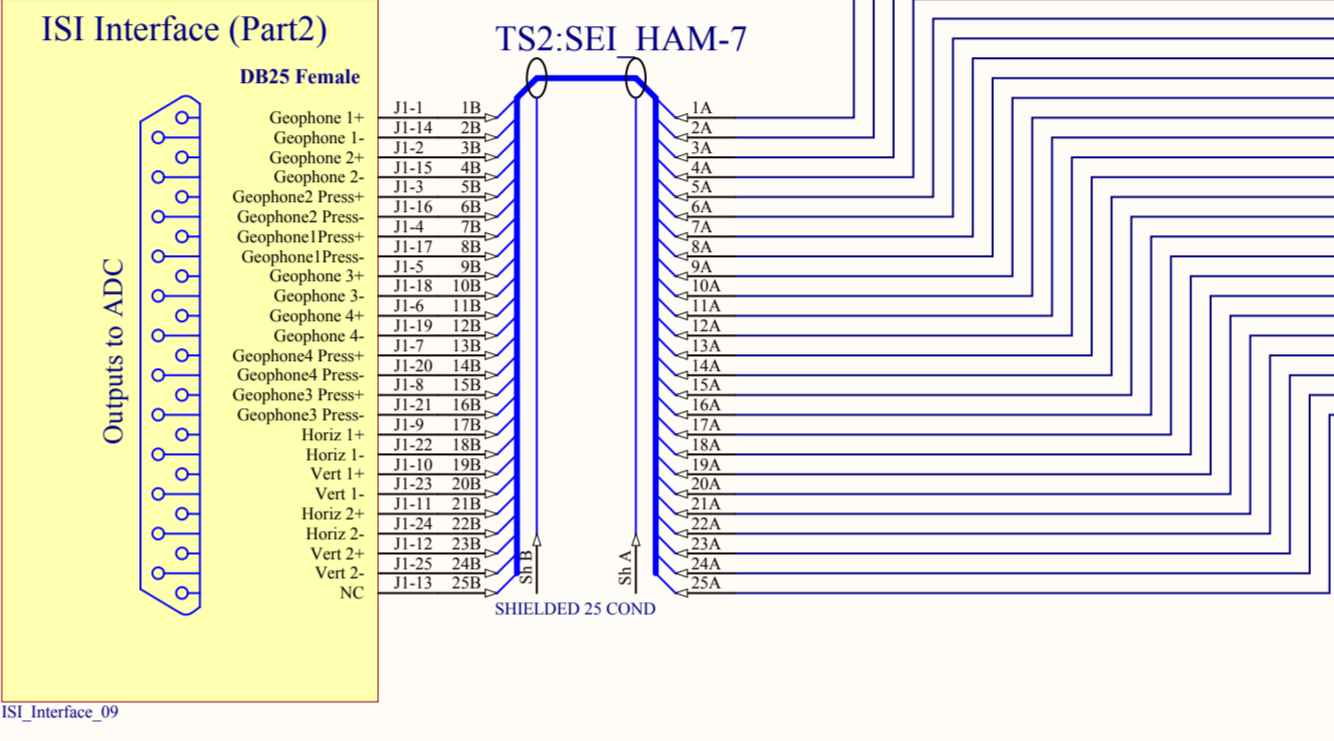 ISI Interface (Part2)
TS2:SEI_HAM-7
DB25 Female
Outputs to ADC
Geophone 1+ J1-1 1B 1A
Geophone 1- J1-14 2B 2A
Geophone 2+ J1-2 3B 3A
Geophone 2- J1-15 4B 4A
Geophone2 Press+ J1-3 5B 5A
Geophone2 Press- J1-16 6B 6A
Geophone1Press+ J1-4 7B 7A
Geophone1Press- J1-17 8B 8A
Geophone 3+ J1-5 9B 9A
Geophone 3- J1-18 10B 10A
Geophone 4+ J1-6 11B 11A
Geophone 4- J1-19 12B 12A
Geophone4 Press+ J1-7 13B 13A
Geophone4 Press- J1-20 14B 14A
Geophone3 Press+ J1-8 15B 15A
Geophone3 Press- J1-21 16B 16A
Horiz 1+ J1-9 17B 17A
Horiz 1- J1-22 18B 18A
Vert 1+ J1-10 19B 19A
Vert 1- J1-23 20B 20A
Horiz 2+ J1-11 21B 21A
Horiz 2- J1-24 22B 22A
Vert 2+ J1-12 23B 23A
Vert 2- J1-25 24B 24A
NC J1-13 25B 25A
Sh B
Sh A
SHIELDED 25 COND
ISI_Interface_09